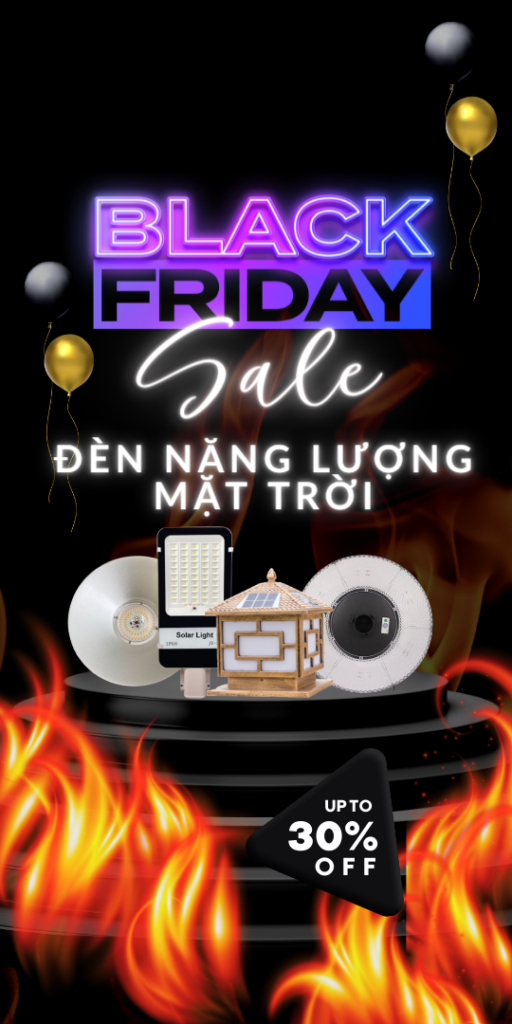 BLACK
FRIDAY
Sale
ĐÈN NĂNG LƯỢNG
MẶT TRỜI
Solar Light
UP TO
30%
OFF